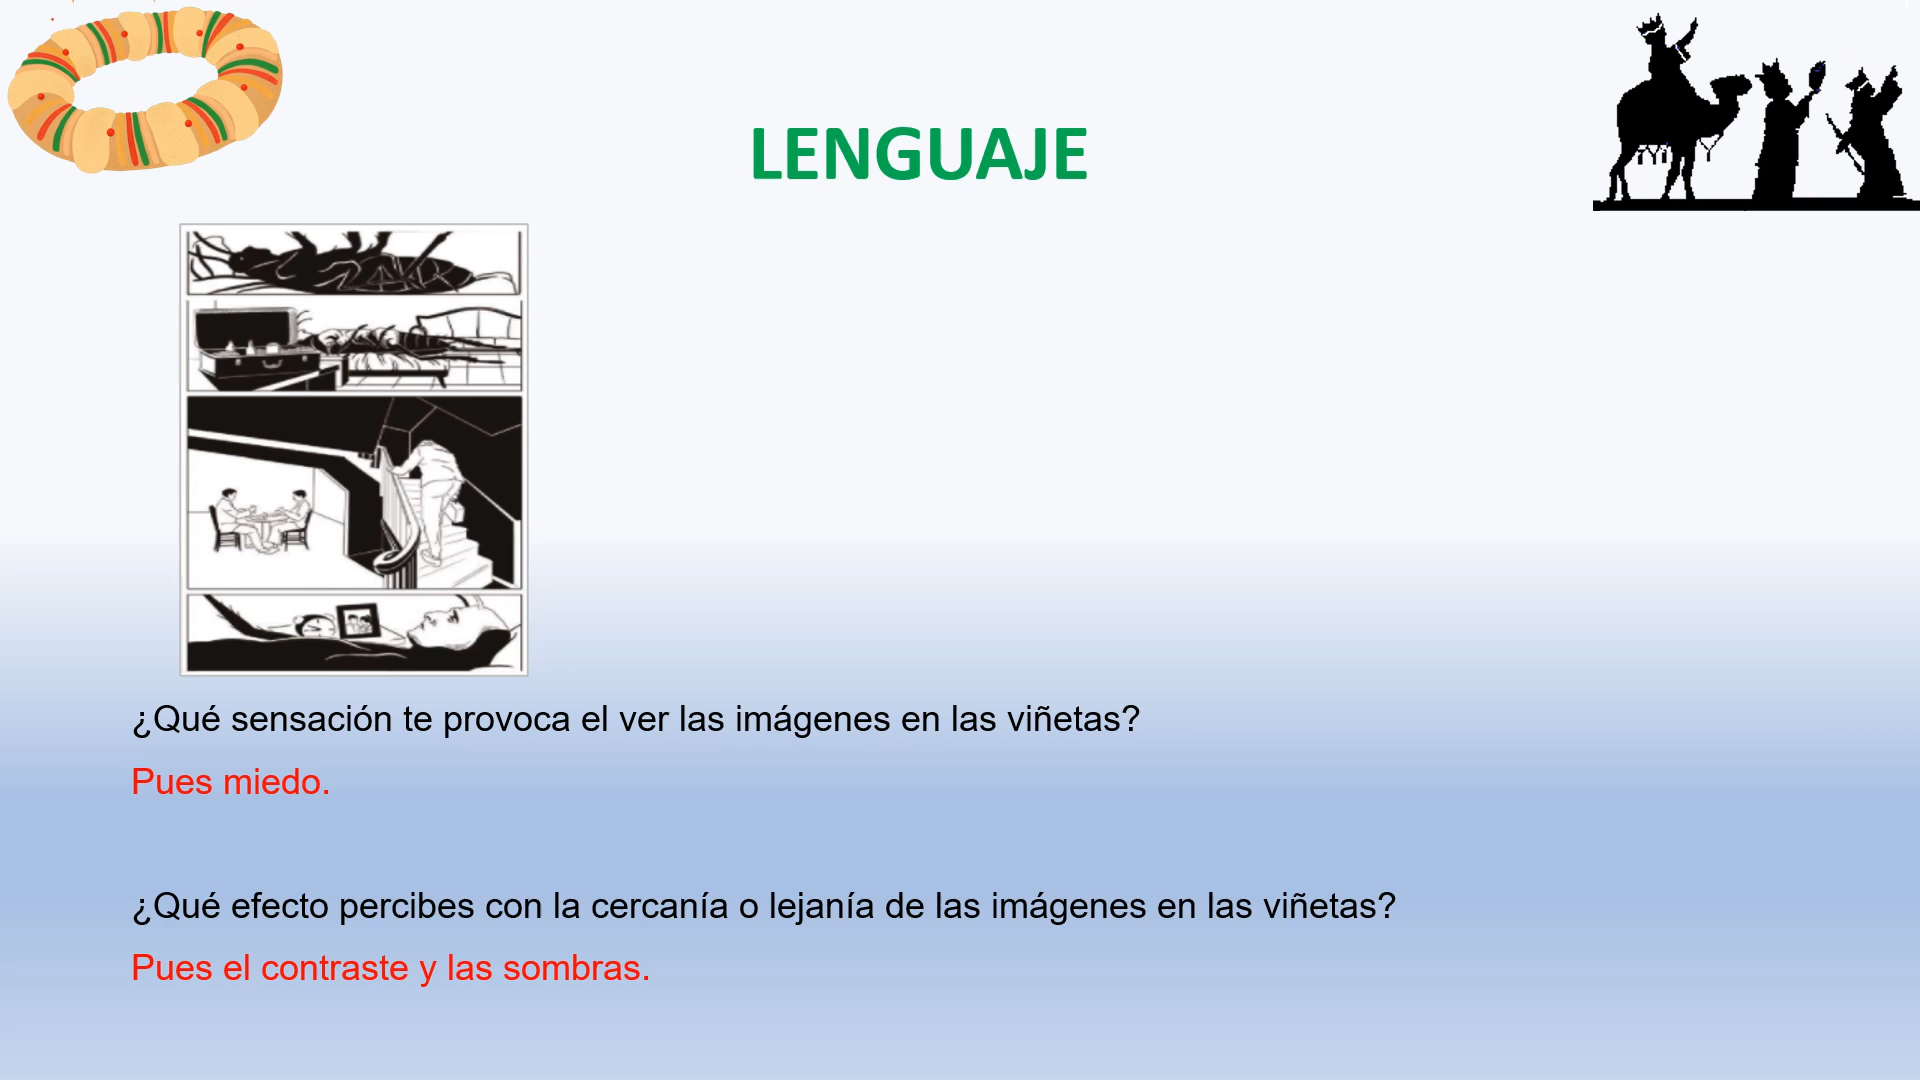 LENGUAJE
¿Qué sensación te provoca el ver las imágenes en las viñetas?
Pues miedo.
¿Qué efecto percibes con la cercanía o lejanía de las imágenes en las viñetas?
Pues el contraste y las sombras.